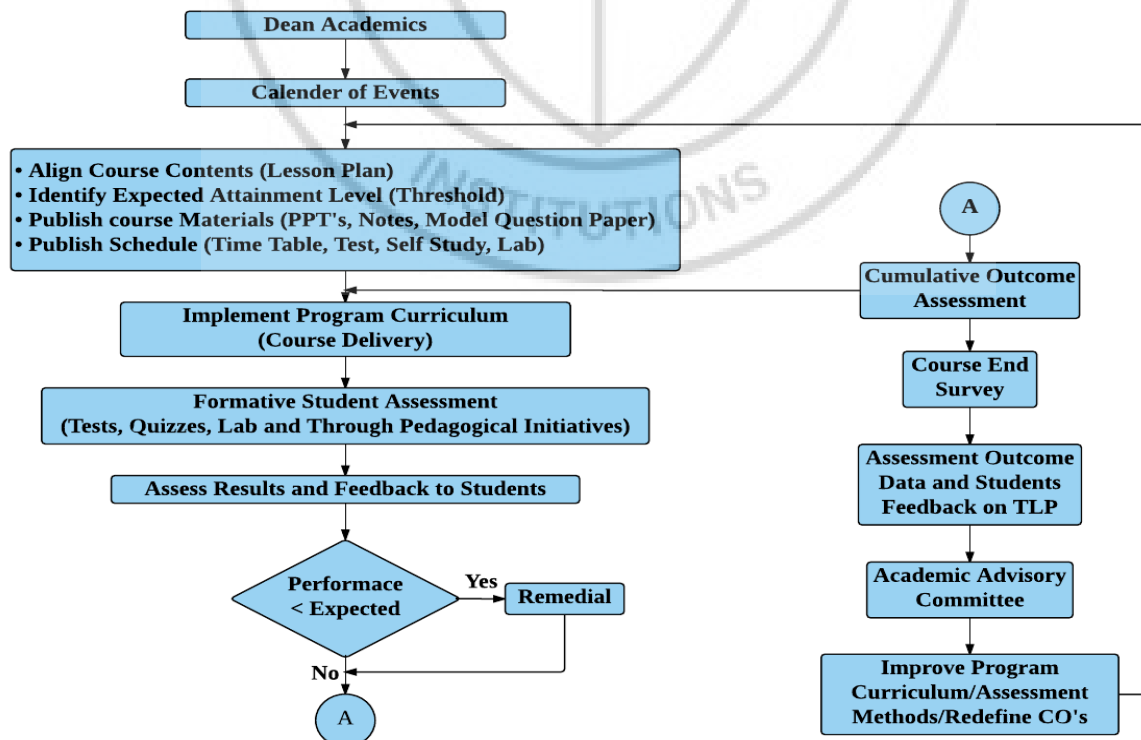 Dean Academics
Calender of Events
• Align Course Contents (Lesson Plan)
• Identify Expected Attainment Level (Threshold)
• Publish course Materials (PPT's, Notes, Model Question Paper)
• Publish Schedule (Time Table, Test, Self Study, Lab)
Implement Program Curriculum
(Course Delivery)
Formative Student Assessment
(Tests, Quizzes, Lab and Through Pedagogical Initiatives)
Assess Results and Feedback to Students
Performace
< Expected
Yes
Remedial
No
A
A
Cumulative Outcome
Assessment
Course End
Survey
Assessment Outcome
Data and Students
Feedback on TLP
Academic Advisory
Committee
Improve Program
Curriculum/Assessment
Methods/Redefine CO's
INSTITUTIONS